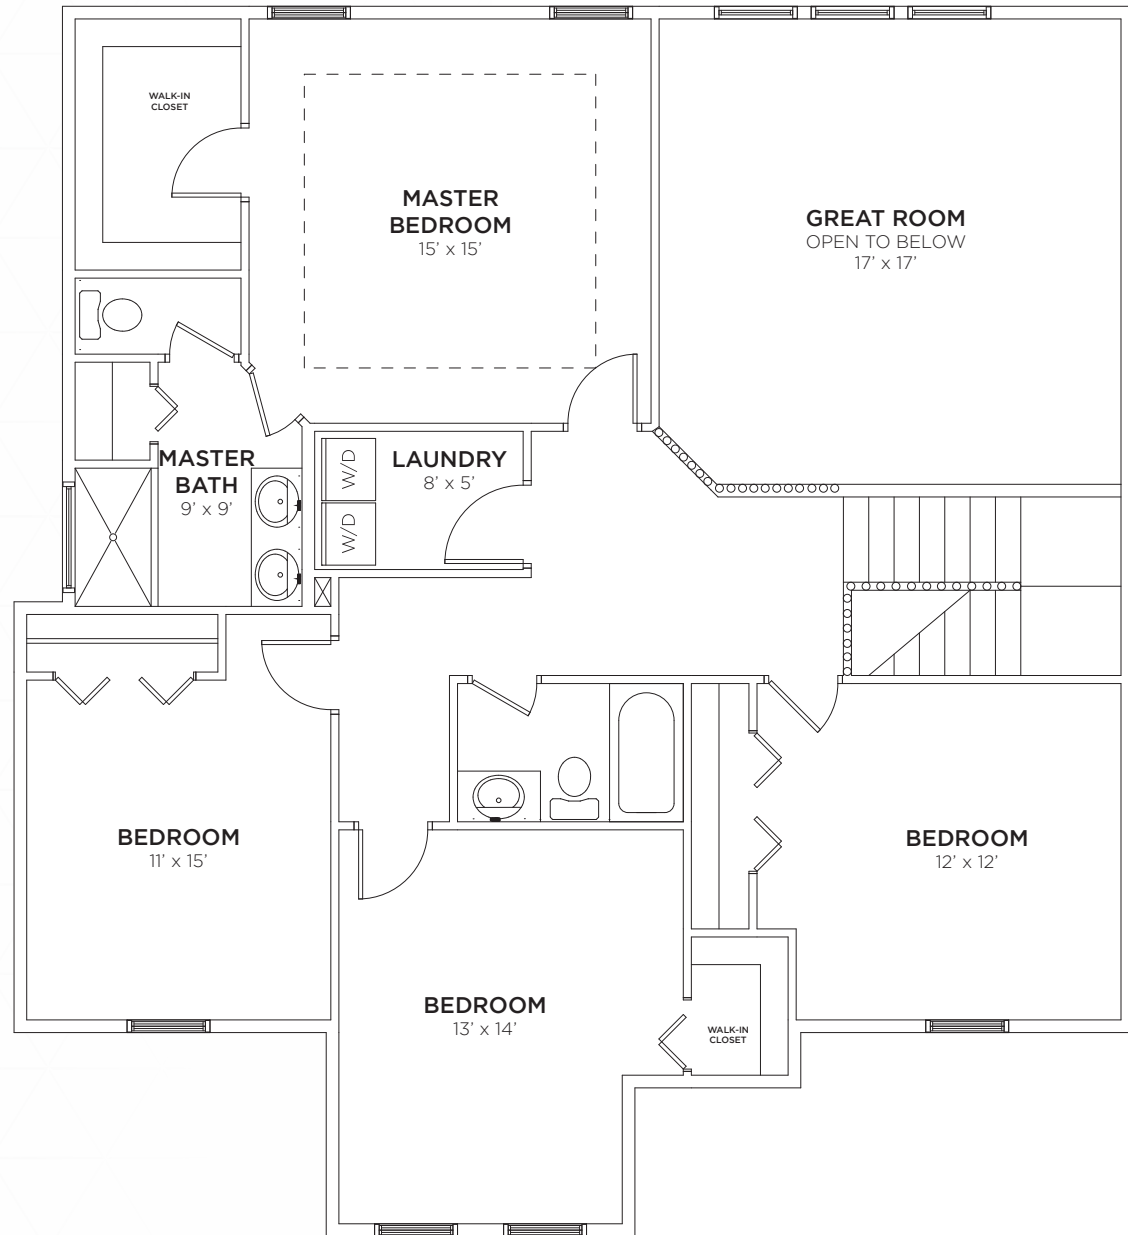 WALK-IN
CLOSET
MASTER
BEDROOM
15’ x 15’
GREAT ROOM
OPEN TO BELOW
17’ x 17’
MASTER
BATH
9’ x 9’
W/D
W/D
LAUNDRY
8’ x 5’
BEDROOM
11’ x 15’
BEDROOM
12’ x 12’
BEDROOM
13’ x 14’
WALK-IN
CLOSET